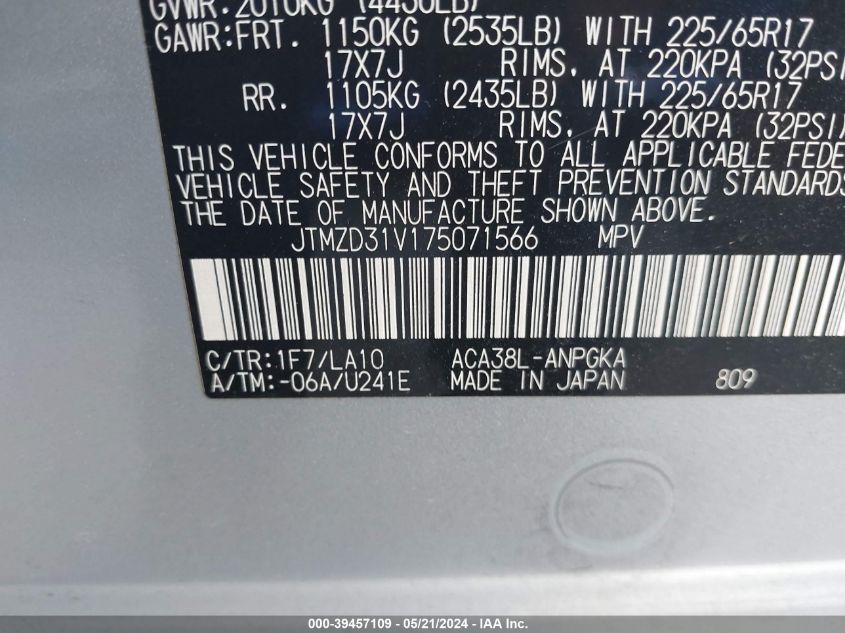 GVWR:2010KG (4430LB)
GAWR:FRT. 1150KG (2535LB) WITH 225/65R17
17X7J RIMS, AT 220KPA (32PSI
RR. 1105KG (2435LB) WITH 225/65R17
17X7J RIMS, AT 220KPA (32PSI)
THIS VEHICLE CONFORMS TO ALL APPLICABLE FEDE
VEHICLE SAFETY AND THEFT PREVENTION STANDARDS
THE DATE OF MANUFACTURE SHOWN ABOVE.
JTMZD31V175071566 MPV
C/TR:1F7/LA10 ACA38L-ANPGKA
A/TM:-06A/U241E MADE IN JAPAN 809
000-39457109 - 05/21/2024 - IAA Inc.